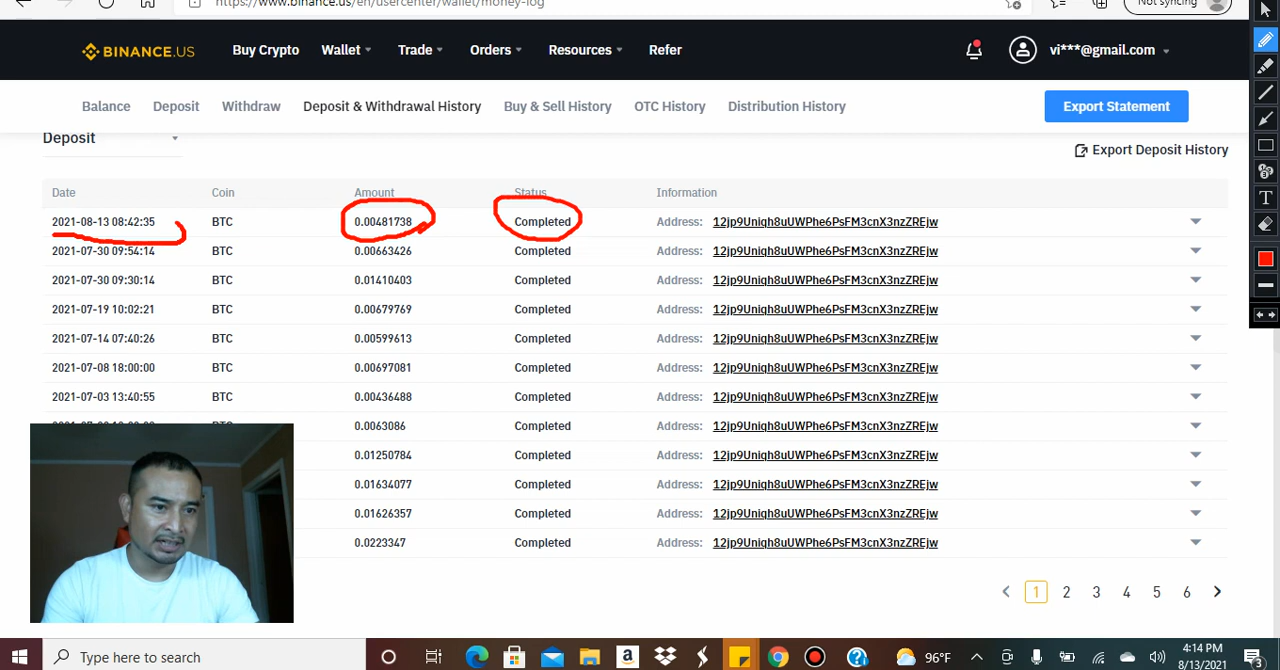 https://www.binance.us/en/usercenter/wallet/money-log
Not syncing
BINANCE.US Buy Crypto Wallet Trade Orders Resources Refer vi***@gmail.com
Balance Deposit Withdraw Deposit & Withdrawal History Buy & Sell History OTC History Distribution History Export Statement
Deposit
Export Deposit History
Date Coin Amount Status Information
2021-08-13 08:42:35 BTC 0.00481738 Completed Address: 12jp9Uniqh8uUWPhe6PsFM3cnX3nzZREjw
2021-07-30 09:54:14 BTC 0.00663426 Completed Address: 12jp9Uniqh8uUWPhe6PsFM3cnX3nzZREjw
2021-07-30 09:30:14 BTC 0.01410403 Completed Address: 12jp9Uniqh8uUWPhe6PsFM3cnX3nzZREjw
2021-07-19 10:02:21 BTC 0.00679769 Completed Address: 12jp9Uniqh8uUWPhe6PsFM3cnX3nzZREjw
2021-07-14 07:40:26 BTC 0.00599613 Completed Address: 12jp9Uniqh8uUWPhe6PsFM3cnX3nzZREjw
2021-07-08 18:00:00 BTC 0.00697081 Completed Address: 12jp9Uniqh8uUWPhe6PsFM3cnX3nzZREjw
2021-07-03 13:40:55 BTC 0.00436488 Completed Address: 12jp9Uniqh8uUWPhe6PsFM3cnX3nzZREjw
BTC 0.0063086 Completed Address: 12jp9Uniqh8uUWPhe6PsFM3cnX3nzZREjw
0.01250784 Completed Address: 12jp9Uniqh8uUWPhe6PsFM3cnX3nzZREjw
0.01634077 Completed Address: 12jp9Uniqh8uUWPhe6PsFM3cnX3nzZREjw
0.01626357 Completed Address: 12jp9Uniqh8uUWPhe6PsFM3cnX3nzZREjw
0.0223347 Completed Address: 12jp9Uniqh8uUWPhe6PsFM3cnX3nzZREjw
1 2 3 4 5 6
Type here to search
96°F
4:14 PM
8/13/2021
3